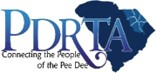 PDRTA
Connecting the People
of the Pee Dee